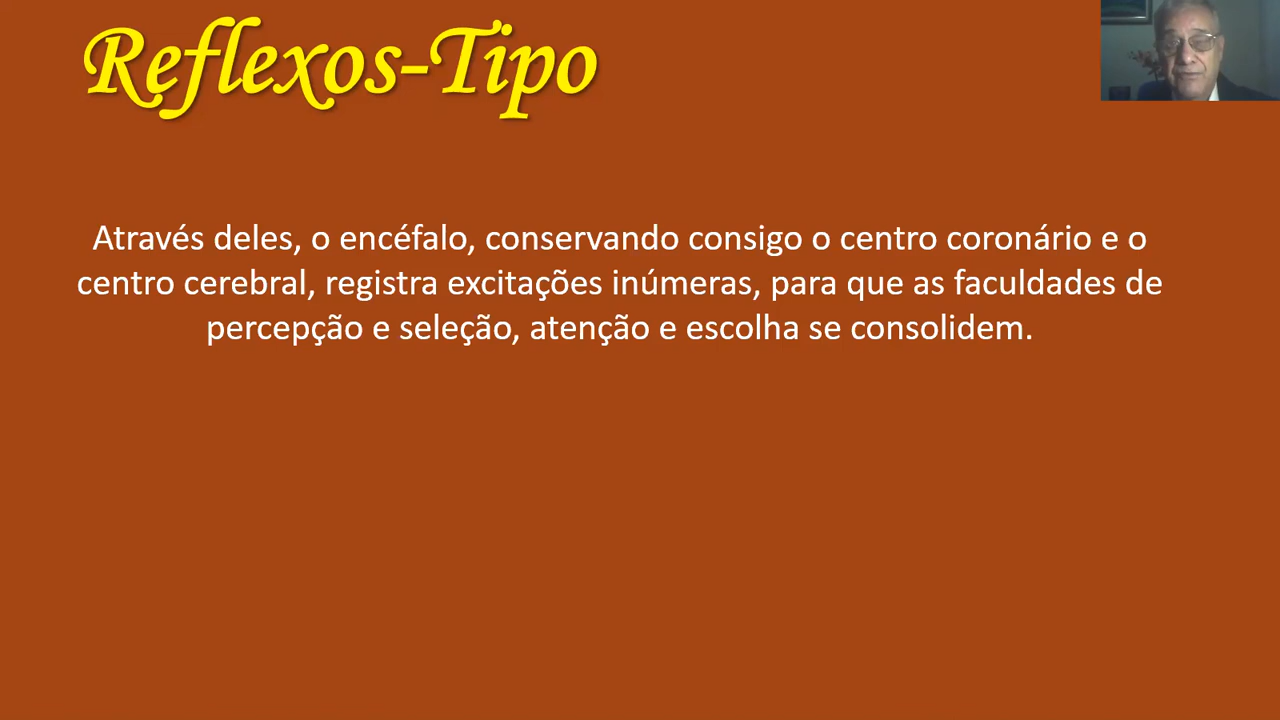 Reflexos-Tipo
Através deles, o encéfalo, conservando consigo o centro coronário e o
centro cerebral, registra excitações inúmeras, para que as faculdades de
percepção e seleção, atenção e escolha se consolidem.